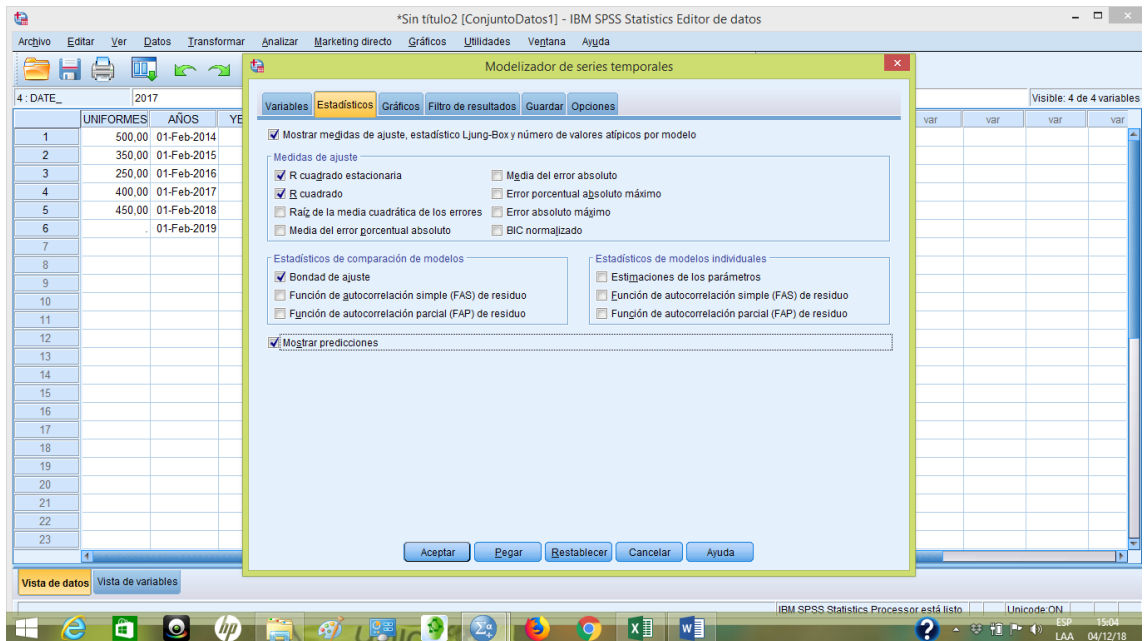 *Sin título2 [ConjuntoDatos1] - IBM SPSS Statistics Editor de datos
Archivo Editar Ver Datos Transformar Analizar Marketing directo Gráficos Utilidades Ventana Ayuda
Modelizador de series temporales
4 : DATE_ 2017
Visible: 4 de 4 variables
Variables Estadísticos Gráficos Filtro de resultados Guardar Opciones
UNIFORMES AÑOS YE var var var var
1 500,00 01-Feb-2014
2 350,00 01-Feb-2015
3 250,00 01-Feb-2016
4 400,00 01-Feb-2017
5 450,00 01-Feb-2018
6 . 01-Feb-2019
7
8
9
10
11
12
13
14
15
16
17
18
19
20
21
22
23
Mostrar medidas de ajuste, estadístico Ljung-Box y número de valores atípicos por modelo
Medidas de ajuste
R cuadrado estacionaria Media del error absoluto
R cuadrado Error porcentual absoluto máximo
Raíz de la media cuadrática de los errores Error absoluto máximo
Media del error porcentual absoluto BIC normalizado
Estadísticos de comparación de modelos Estadísticos de modelos individuales
Bondad de ajuste Estimaciones de los parámetros
Función de autocorrelación simple (FAS) de residuo Función de autocorrelación simple (FAS) de residuo
Función de autocorrelación parcial (FAP) de residuo Función de autocorrelación parcial (FAP) de residuo
Mostrar predicciones
Aceptar Pegar Restablecer Cancelar Ayuda
Vista de datos Vista de variables
IBM SPSS Statistics Processor está listo Unicode:ON
ESP 15:04
LAA 04/12/18